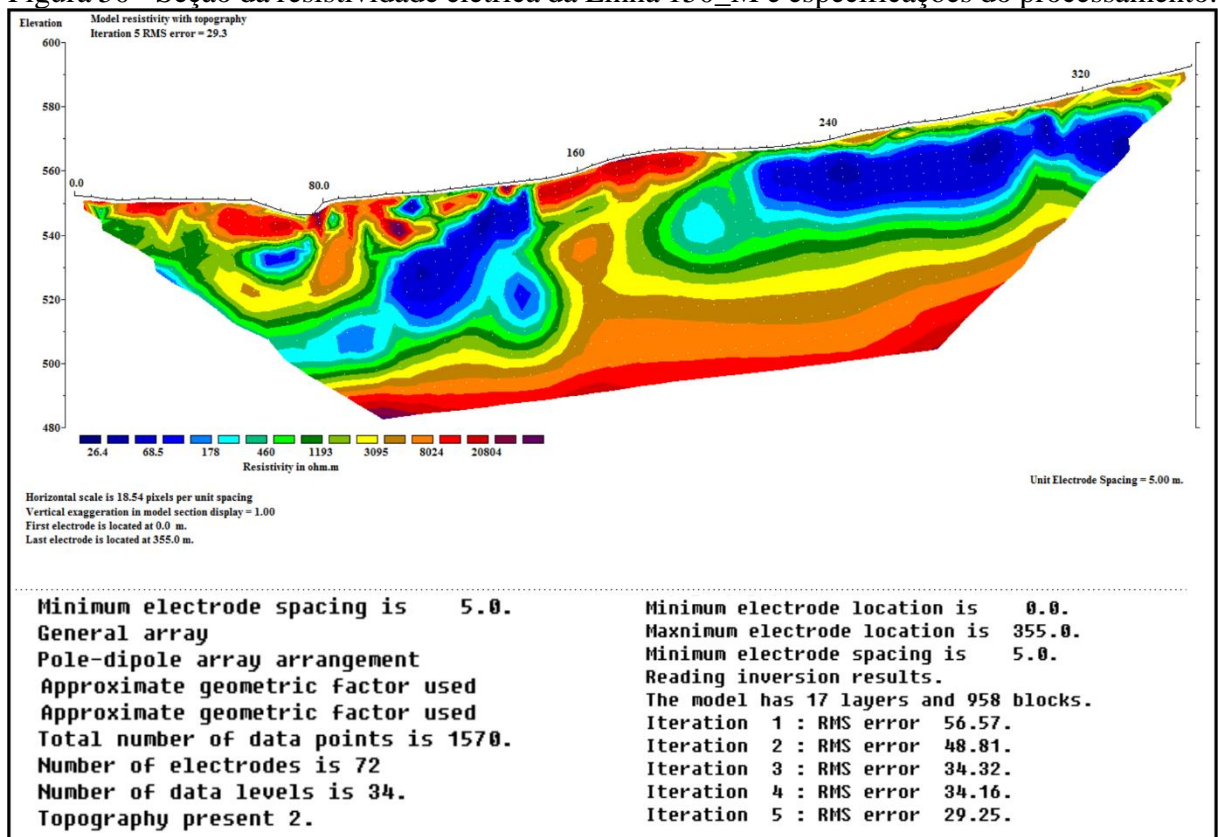 Figura 50 - Seção da resistividade elétrica da Linha 150_M e especificações do processamento.
Elevation
Model resistivity with topography
Iteration 5 RMS error = 29.3
600
580
560
540
520
500
480
0.0
80.0
160
240
320
26.4 68.5 178 460 1193 3095 8024 20804
Resistivity in ohm.m
Unit Electrode Spacing = 5.00 m.
Horizontal scale is 18.54 pixels per unit spacing
Vertical exaggeration in model section display = 1.00
First electrode is located at 0.0 m.
Last electrode is located at 355.0 m.
Minimum electrode spacing is 5.0.
General array
Pole-dipole array arrangement
Approximate geometric factor used
Approximate geometric factor used
Total number of data points is 1570.
Number of electrodes is 72
Number of data levels is 34.
Topography present 2.
Minimum electrode location is 0.0.
Maxnimum electrode location is 355.0.
Minimum electrode spacing is 5.0.
Reading inversion results.
The model has 17 layers and 958 blocks.
Iteration 1 : RMS error 56.57.
Iteration 2 : RMS error 48.81.
Iteration 3 : RMS error 34.32.
Iteration 4 : RMS error 34.16.
Iteration 5 : RMS error 29.25.